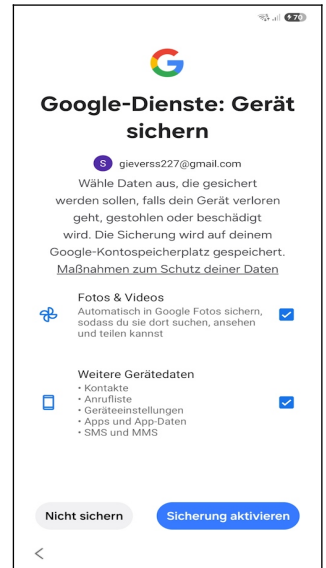 70
Google-Dienste: Gerät
sichern
S gieverss227@gmail.com
Wähle Daten aus, die gesichert
werden sollen, falls dein Gerät verloren
geht, gestohlen oder beschädigt
wird. Die Sicherung wird auf deinem
Google-Kontospeicherplatz gespeichert.
Maßnahmen zum Schutz deiner Daten
Fotos & Videos
Automatisch in Google Fotos sichern,
sodass du sie dort suchen, ansehen
und teilen kannst
Weitere Gerätedaten
• Kontakte
• Anrufliste
• Geräteeinstellungen
• Apps und App-Daten
• SMS und MMS
Nicht sichern
Sicherung aktivieren